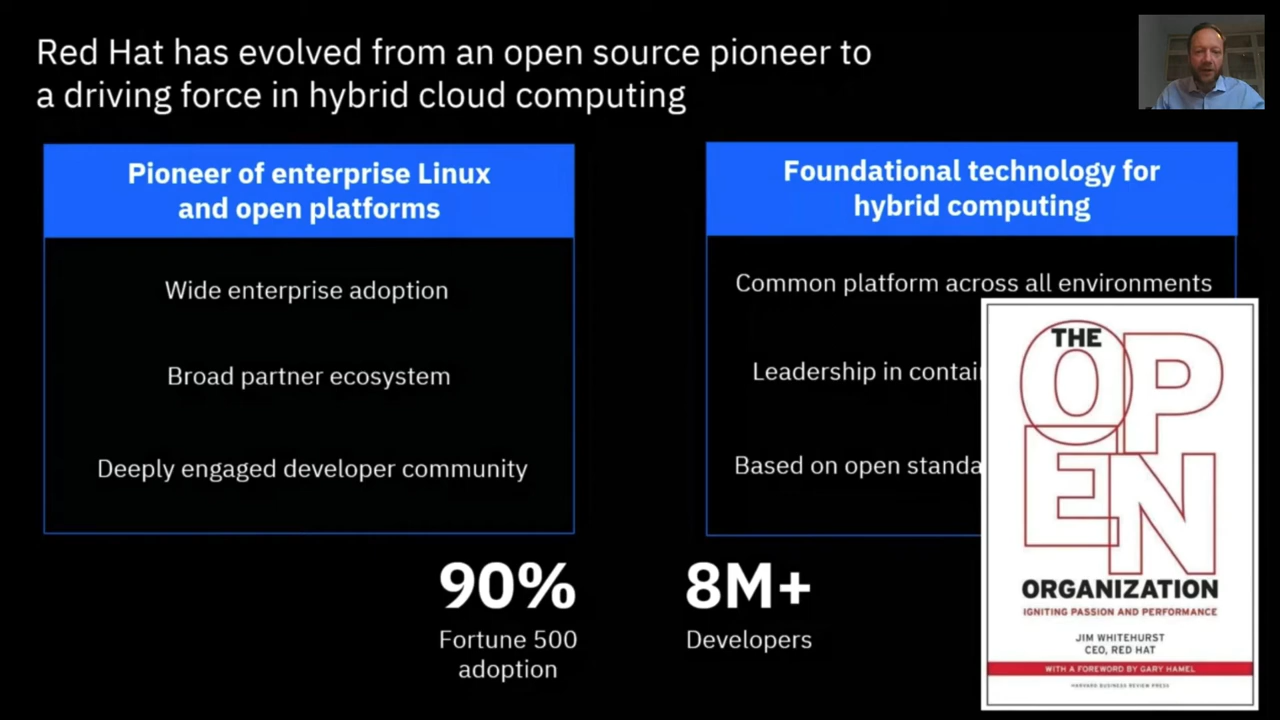 Red Hat has evolved from an open source pioneer to
a driving force in hybrid cloud computing
Pioneer of enterprise Linux
and open platforms
Wide enterprise adoption
Broad partner ecosystem
Deeply engaged developer community
Foundational technology for
hybrid computing
Common platform across all environments
Leadership in
Based on open
90%
Fortune 500
adoption
8M+
Developers
THE
OPEN
ORGANIZATION
IGNITING PASSION AND PERFORMANCE
JIM WHITEHURST
CEO, RED HAT
WITH A FOREWORD BY GARY HAMEL
HARVARD BUSINESS REVIEW PRESS